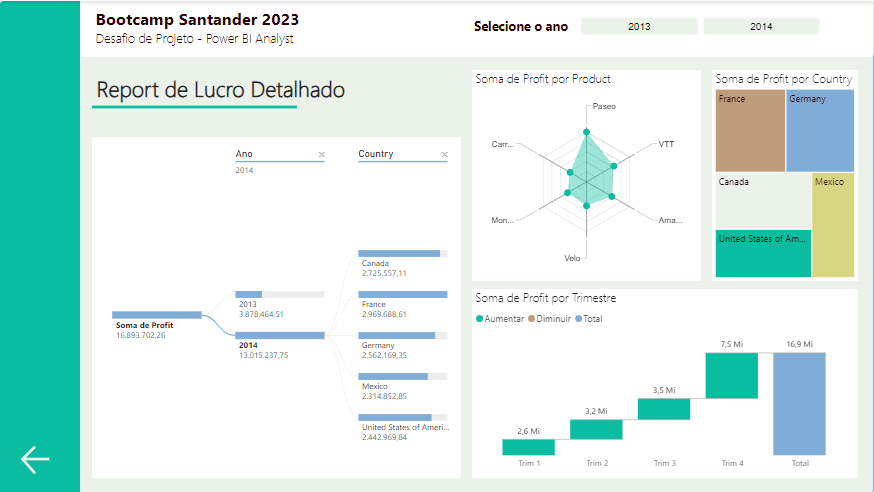 Bootcamp Santander 2023
Desafio de Projeto - Power BI Analyst
Selecione o ano
2013
2014
Report de Lucro Detalhado
Ano
2014
Country
Soma de Profit
16.893.702,26
2013
3.878.464,51
2014
13.015.237,75
Canada
2.725.557,11
France
2.969.688,61
Germany
2.562.169,35
Mexico
2.314.852,85
United States of Ameri...
2.442.969,84
Soma de Profit por Product
Paseo
VTT
Ama...
Velo
Mon...
Carr...
Soma de Profit por Country
France
Germany
Canada
Mexico
United States of Am...
Soma de Profit por Trimestre
Aumentar Diminuir Total
2,6 Mi
3,2 Mi
3,5 Mi
7,5 Mi
16,9 Mi
Trim 1
Trim 2
Trim 3
Trim 4
Total